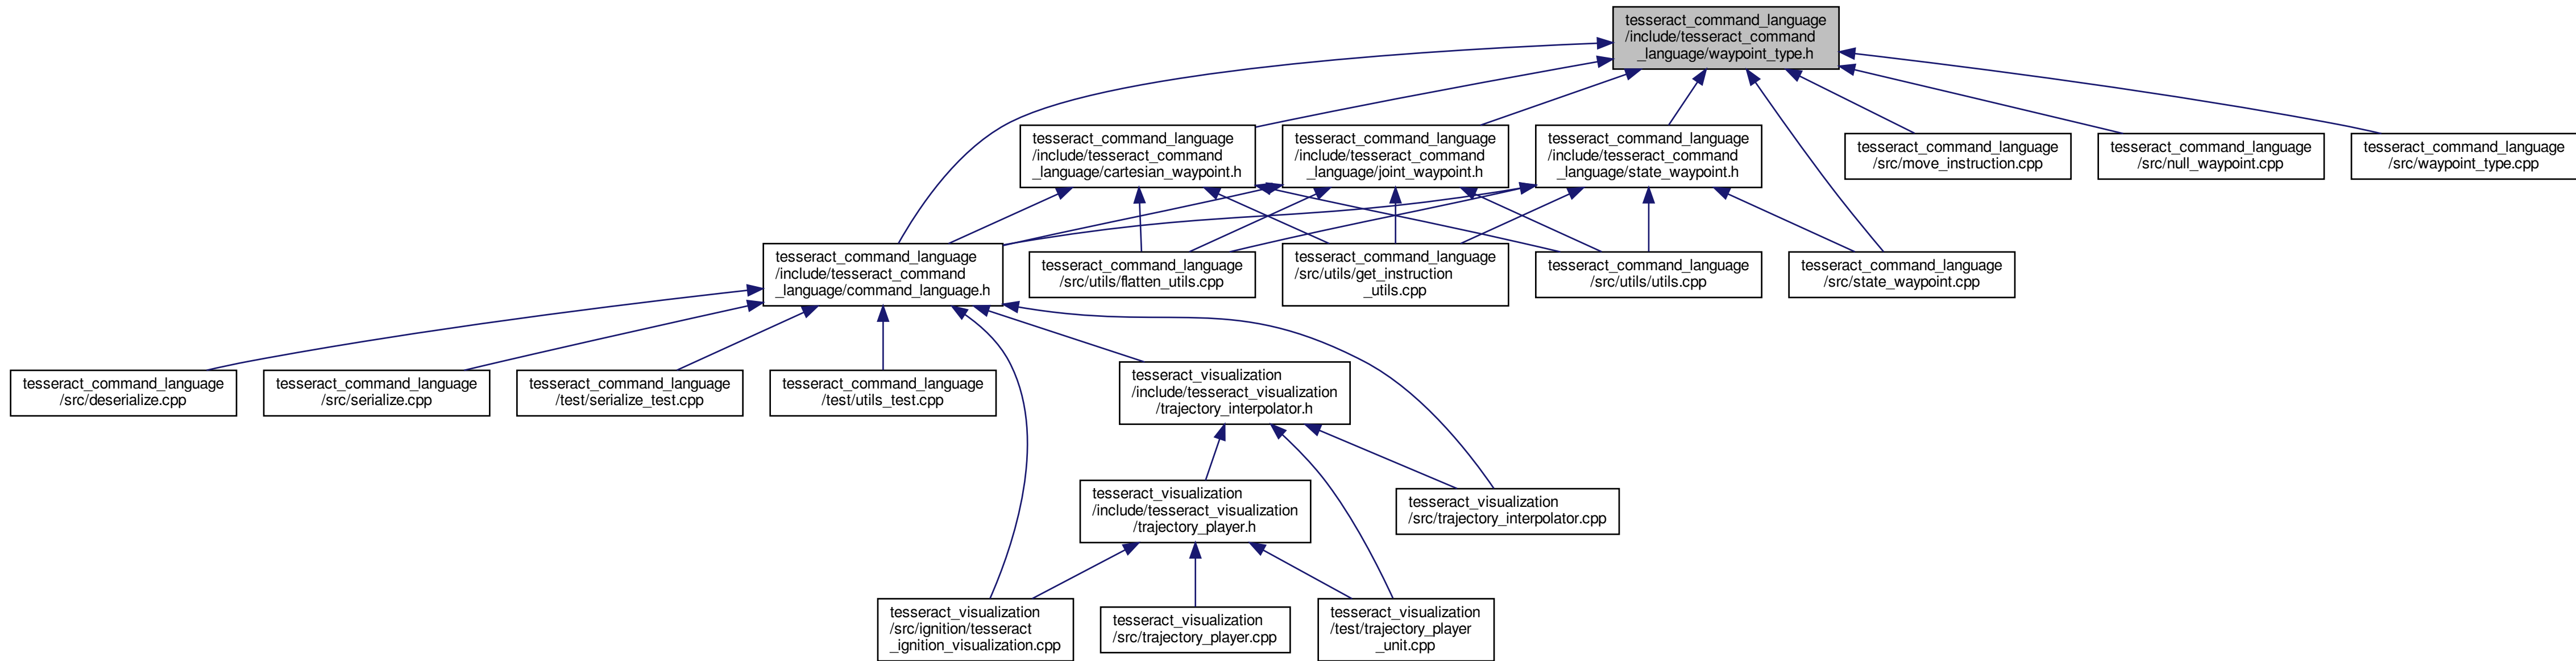 tesseract_command_language
/include/tesseract_command
_language/waypoint_type.h
tesseract_command_language
/include/tesseract_command
_language/cartesian_waypoint.h
tesseract_command_language
/include/tesseract_command
_language/joint_waypoint.h
tesseract_command_language
/include/tesseract_command
_language/state_waypoint.h
tesseract_command_language
/src/move_instruction.cpp
tesseract_command_language
/src/null_waypoint.cpp
tesseract_command_language
/src/waypoint_type.cpp
tesseract_command_language
/include/tesseract_command
_language/command_language.h
tesseract_command_language
/src/utils/flatten_utils.cpp
tesseract_command_language
/src/utils/get_instruction
_utils.cpp
tesseract_command_language
/src/utils/utils.cpp
tesseract_command_language
/src/state_waypoint.cpp
tesseract_command_language
/src/deserialize.cpp
tesseract_command_language
/src/serialize.cpp
tesseract_command_language
/test/serialize_test.cpp
tesseract_command_language
/test/utils_test.cpp
tesseract_visualization
/include/tesseract_visualization
/trajectory_interpolator.h
tesseract_visualization
/include/tesseract_visualization
/trajectory_player.h
tesseract_visualization
/src/trajectory_interpolator.cpp
tesseract_visualization
/src/ignition/tesseract
_ignition_visualization.cpp
tesseract_visualization
/src/trajectory_player.cpp
tesseract_visualization
/test/trajectory_player
_unit.cpp